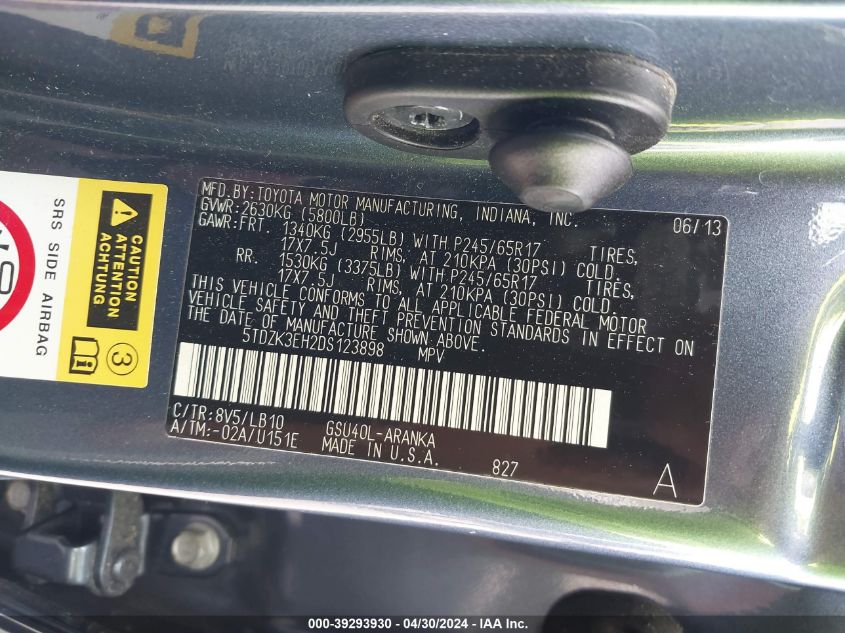 MFD.BY:TOYOTA MOTOR MANUFACTURING, INDIANA, INC. 06/13
GVWR:2630KG (5800LB)
GAWR:FRT. 1340KG (2955LB) WITH P245/65R17 TIRES,
17X7.5J RIMS, AT 210KPA (30PSI) COLD.
RR. 1530KG (3375LB) WITH P245/65R17 TIRES,
17X7.5J RIMS, AT 210KPA (30PSI) COLD.
THIS VEHICLE CONFORMS TO ALL APPLICABLE FEDERAL MOTOR
VEHICLE SAFETY AND THEFT PREVENTION STANDARDS IN EFFECT ON
THE DATE OF MANUFACTURE SHOWN ABOVE.
5TDZK3EH2DS123898 MPV
C/TR:8V5/LB10 GSU40L-ARANKA
A/TM:-02A/U151E MADE IN U.S.A. 827 A
SRS SIDE AIRBAG
CAUTION
ATTENTION
3
000-39293930 - 04/30/2024 - IAA Inc.